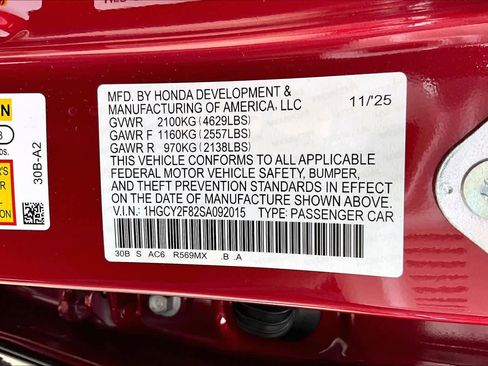 MFD. BY HONDA DEVELOPMENT &
MANUFACTURING OF AMERICA, LLC 11/25
GVWR 2100KG (4629LBS)
GAWR F 1160KG (2557LBS)
GAWR R 970KG (2138LBS)
THIS VEHICLE CONFORMS TO ALL APPLICABLE
FEDERAL MOTOR VEHICLE SAFETY, BUMPER,
AND THEFT PREVENTION STANDARDS IN EFFECT
ON THE DATE OF MANUFACTURE SHOWN ABOVE.
V.I.N.: 1HGCY2F82SA092015 TYPE: PASSENGER CAR
30B S AC6 R569MX .B .A
30B-A2